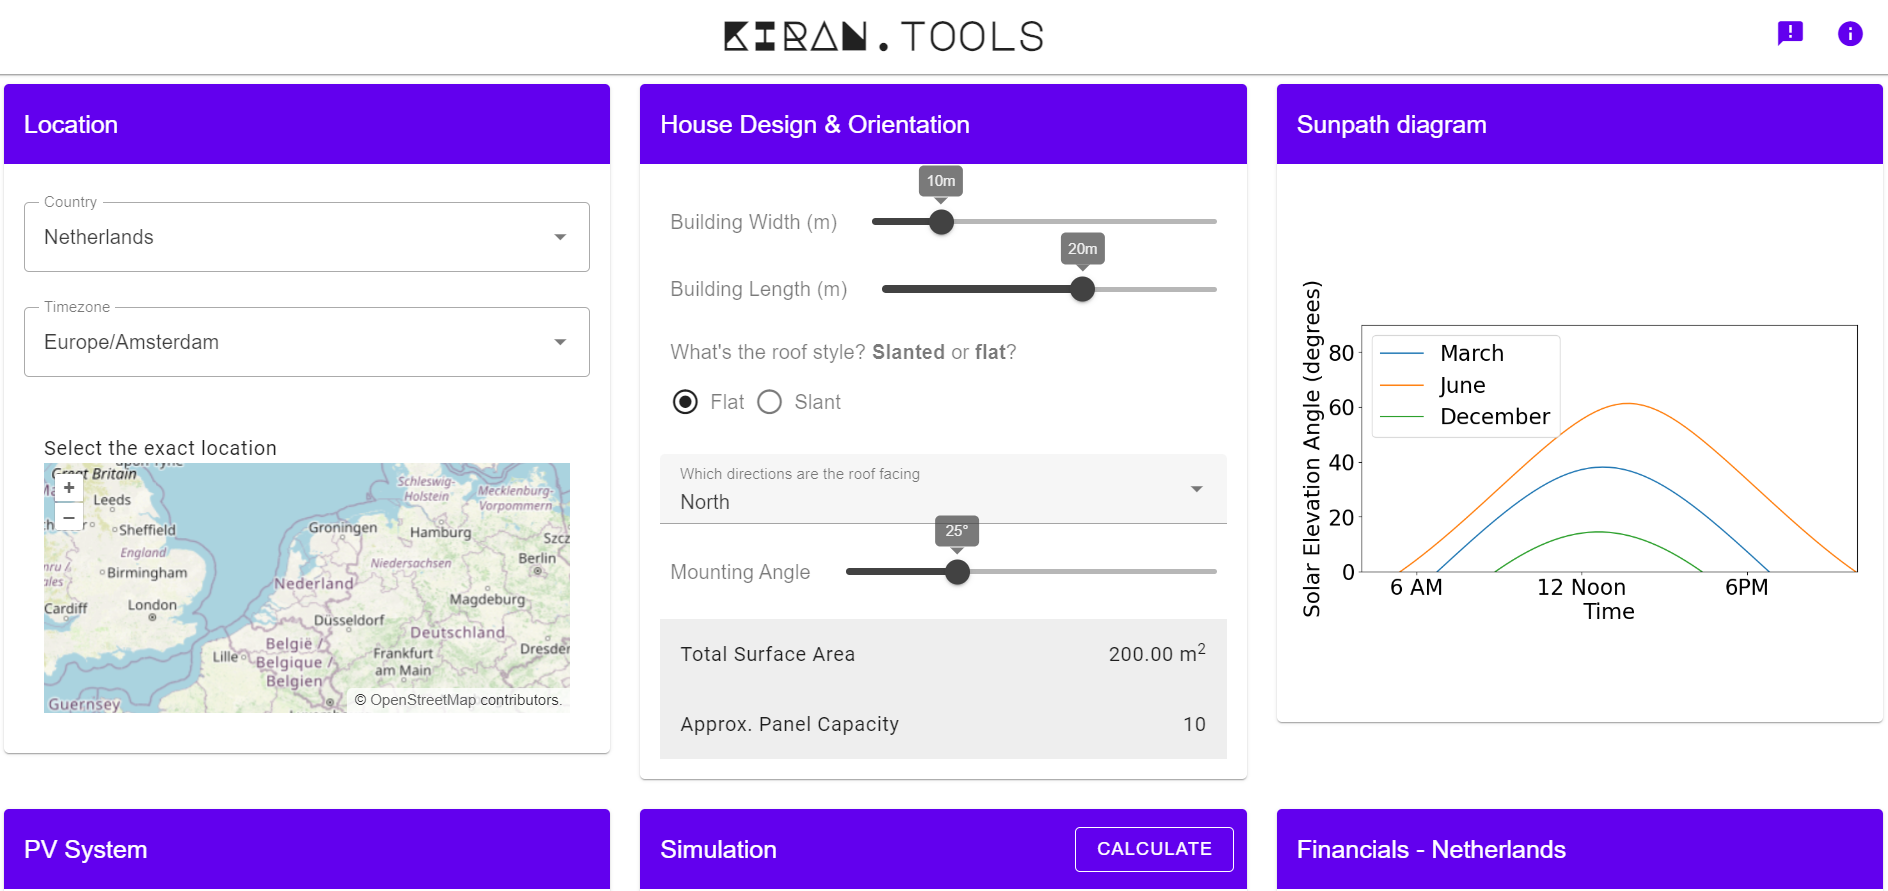 KIRAN.TOOLS
Location
Country
Netherlands
Timezone
Europe/Amsterdam
Select the exact location
Great Britain
+
−
Leeds
Sheffield
England
Birmingham
Cardiff
London
Guernsey
Lille
Groningen
Nederland
Schleswig-
Holstein
Mecklenburg-
Vorpommern
Hamburg
Berlin
Niedersachsen
Magdeburg
Düsseldorf
Deutschland
België /
Belgique /
Belgien
Frankfurt
am Main
© OpenStreetMap contributors.
House Design & Orientation
10m
Building Width (m)
20m
Building Length (m)
What's the roof style? Slanted or flat?
Flat
Slant
Which directions are the roof facing
North
25°
Mounting Angle
Total Surface Area 200.00 m2
Approx. Panel Capacity 10
Sunpath diagram
Solar Elevation Angle (degrees)
80
60
40
20
0
March
June
December
6 AM 12 Noon 6PM
Time
PV System
Simulation
CALCULATE
Financials - Netherlands